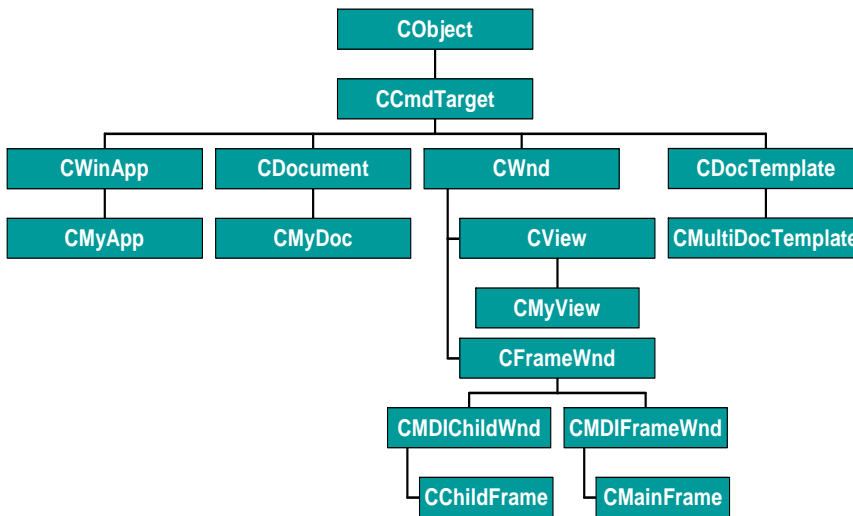 CObject
CCmdTarget
CWinApp
CDocument
CWnd
CDocTemplate
CMyApp
CMyDoc
CView
CMultiDocTemplate
CMyView
CFrameWnd
CMDIChildWnd
CMDIFrameWnd
CChildFrame
CMainFrame